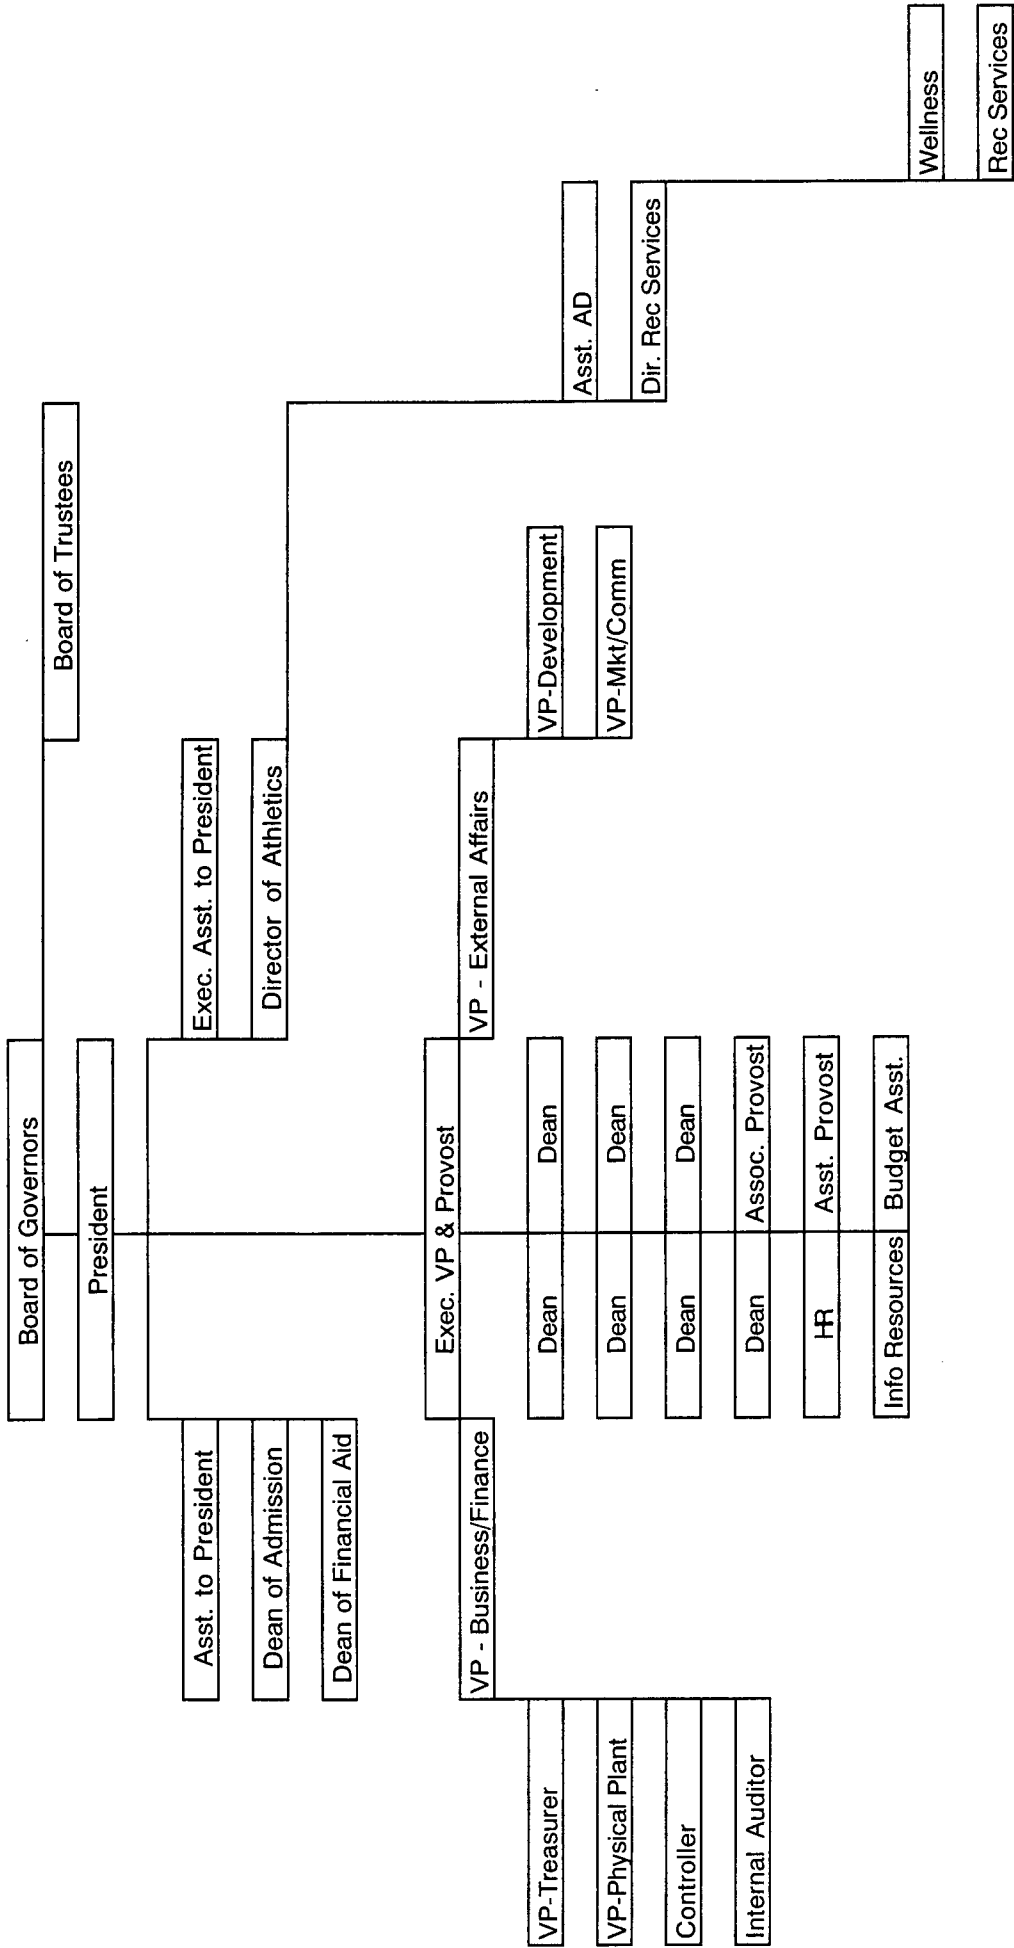 Board of Governors
Board of Trustees
President
Asst. to President
Exec. Asst. to President
Dean of Admission
Director of Athletics
Dean of Financial Aid
Exec. VP & Provost
VP - Business/Finance
VP - External Affairs
VP-Treasurer
Dean
Dean
VP-Development
Asst. AD
VP-Physical Plant
Dean
Dean
VP-Mkt/Comm
Dir. Rec Services
Controller
Dean
Dean
Internal Auditor
Dean
Assoc. Provost
HR
Asst. Provost
Info Resources
Budget Asst.
Wellness
Rec Services